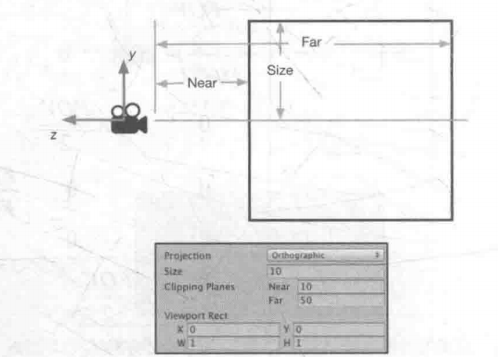 Far
y
Size
Near
z
Projection Orthographic
Size 10
Clipping Planes Near 10
Far 50
Viewport Rect
X 0 Y 0
W 1 H 1